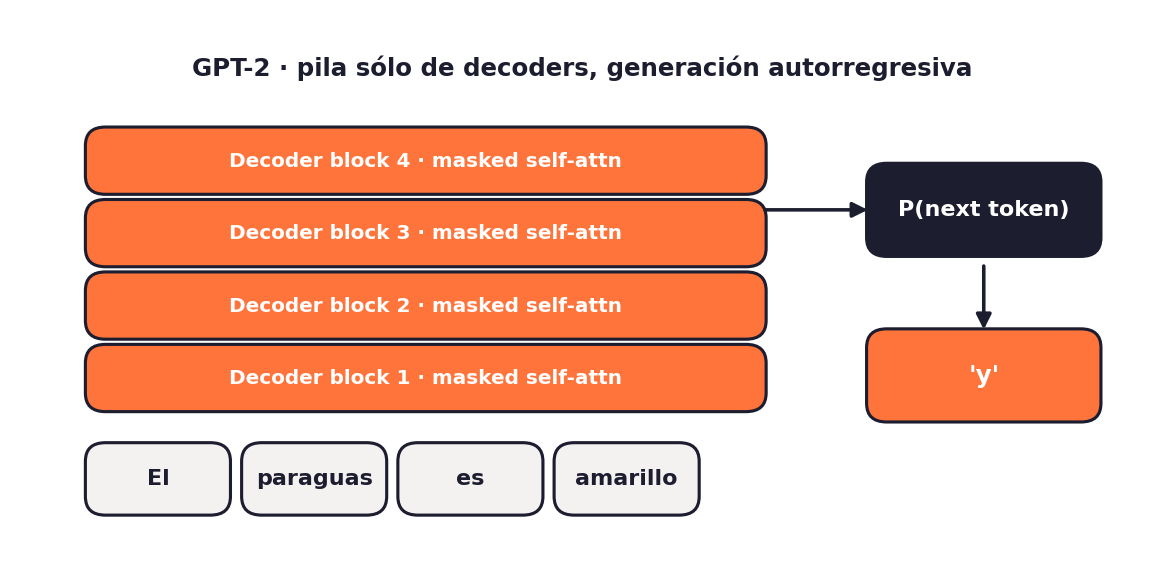 GPT-2 · pila sólo de decoders, generación autorregresiva
Decoder block 4 · masked self-attn
Decoder block 3 · masked self-attn
Decoder block 2 · masked self-attn
Decoder block 1 · masked self-attn
P(next token)
'y'
El
paraguas
es
amarillo